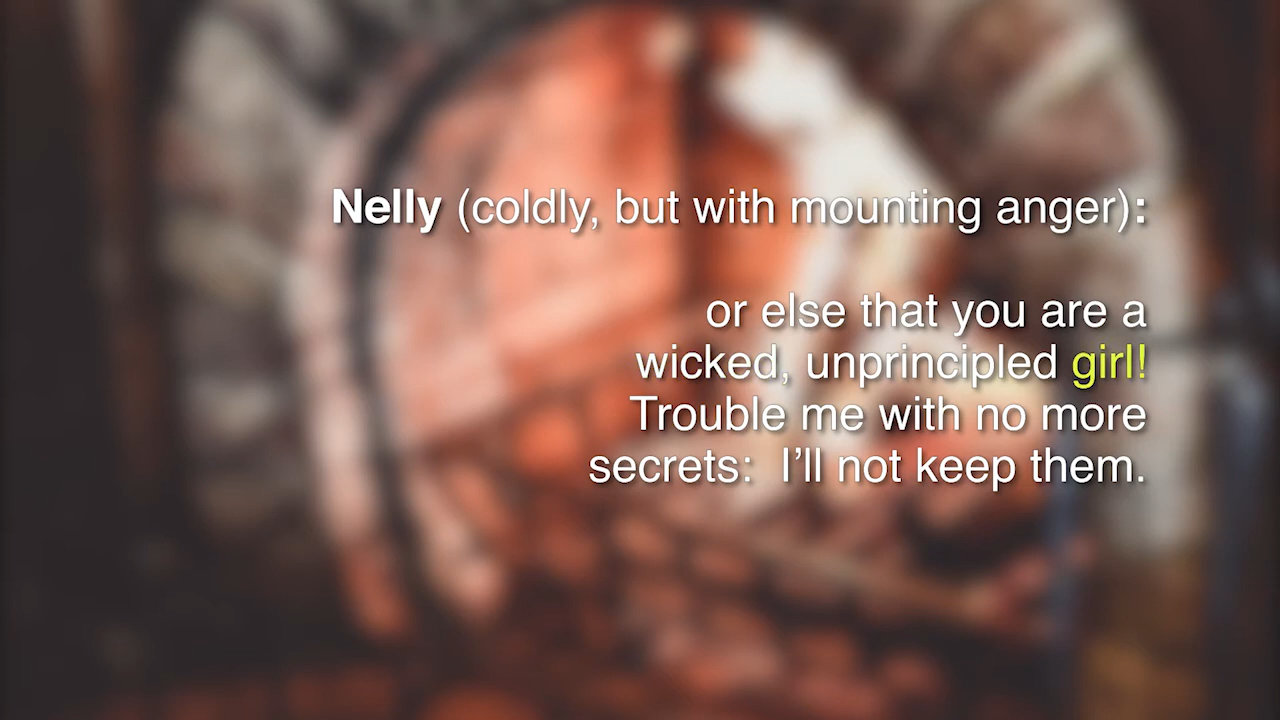 Nelly (coldly, but with mounting anger):
or else that you are a
wicked, unprincipled girl!
Trouble me with no more
secrets:  I’ll not keep them.